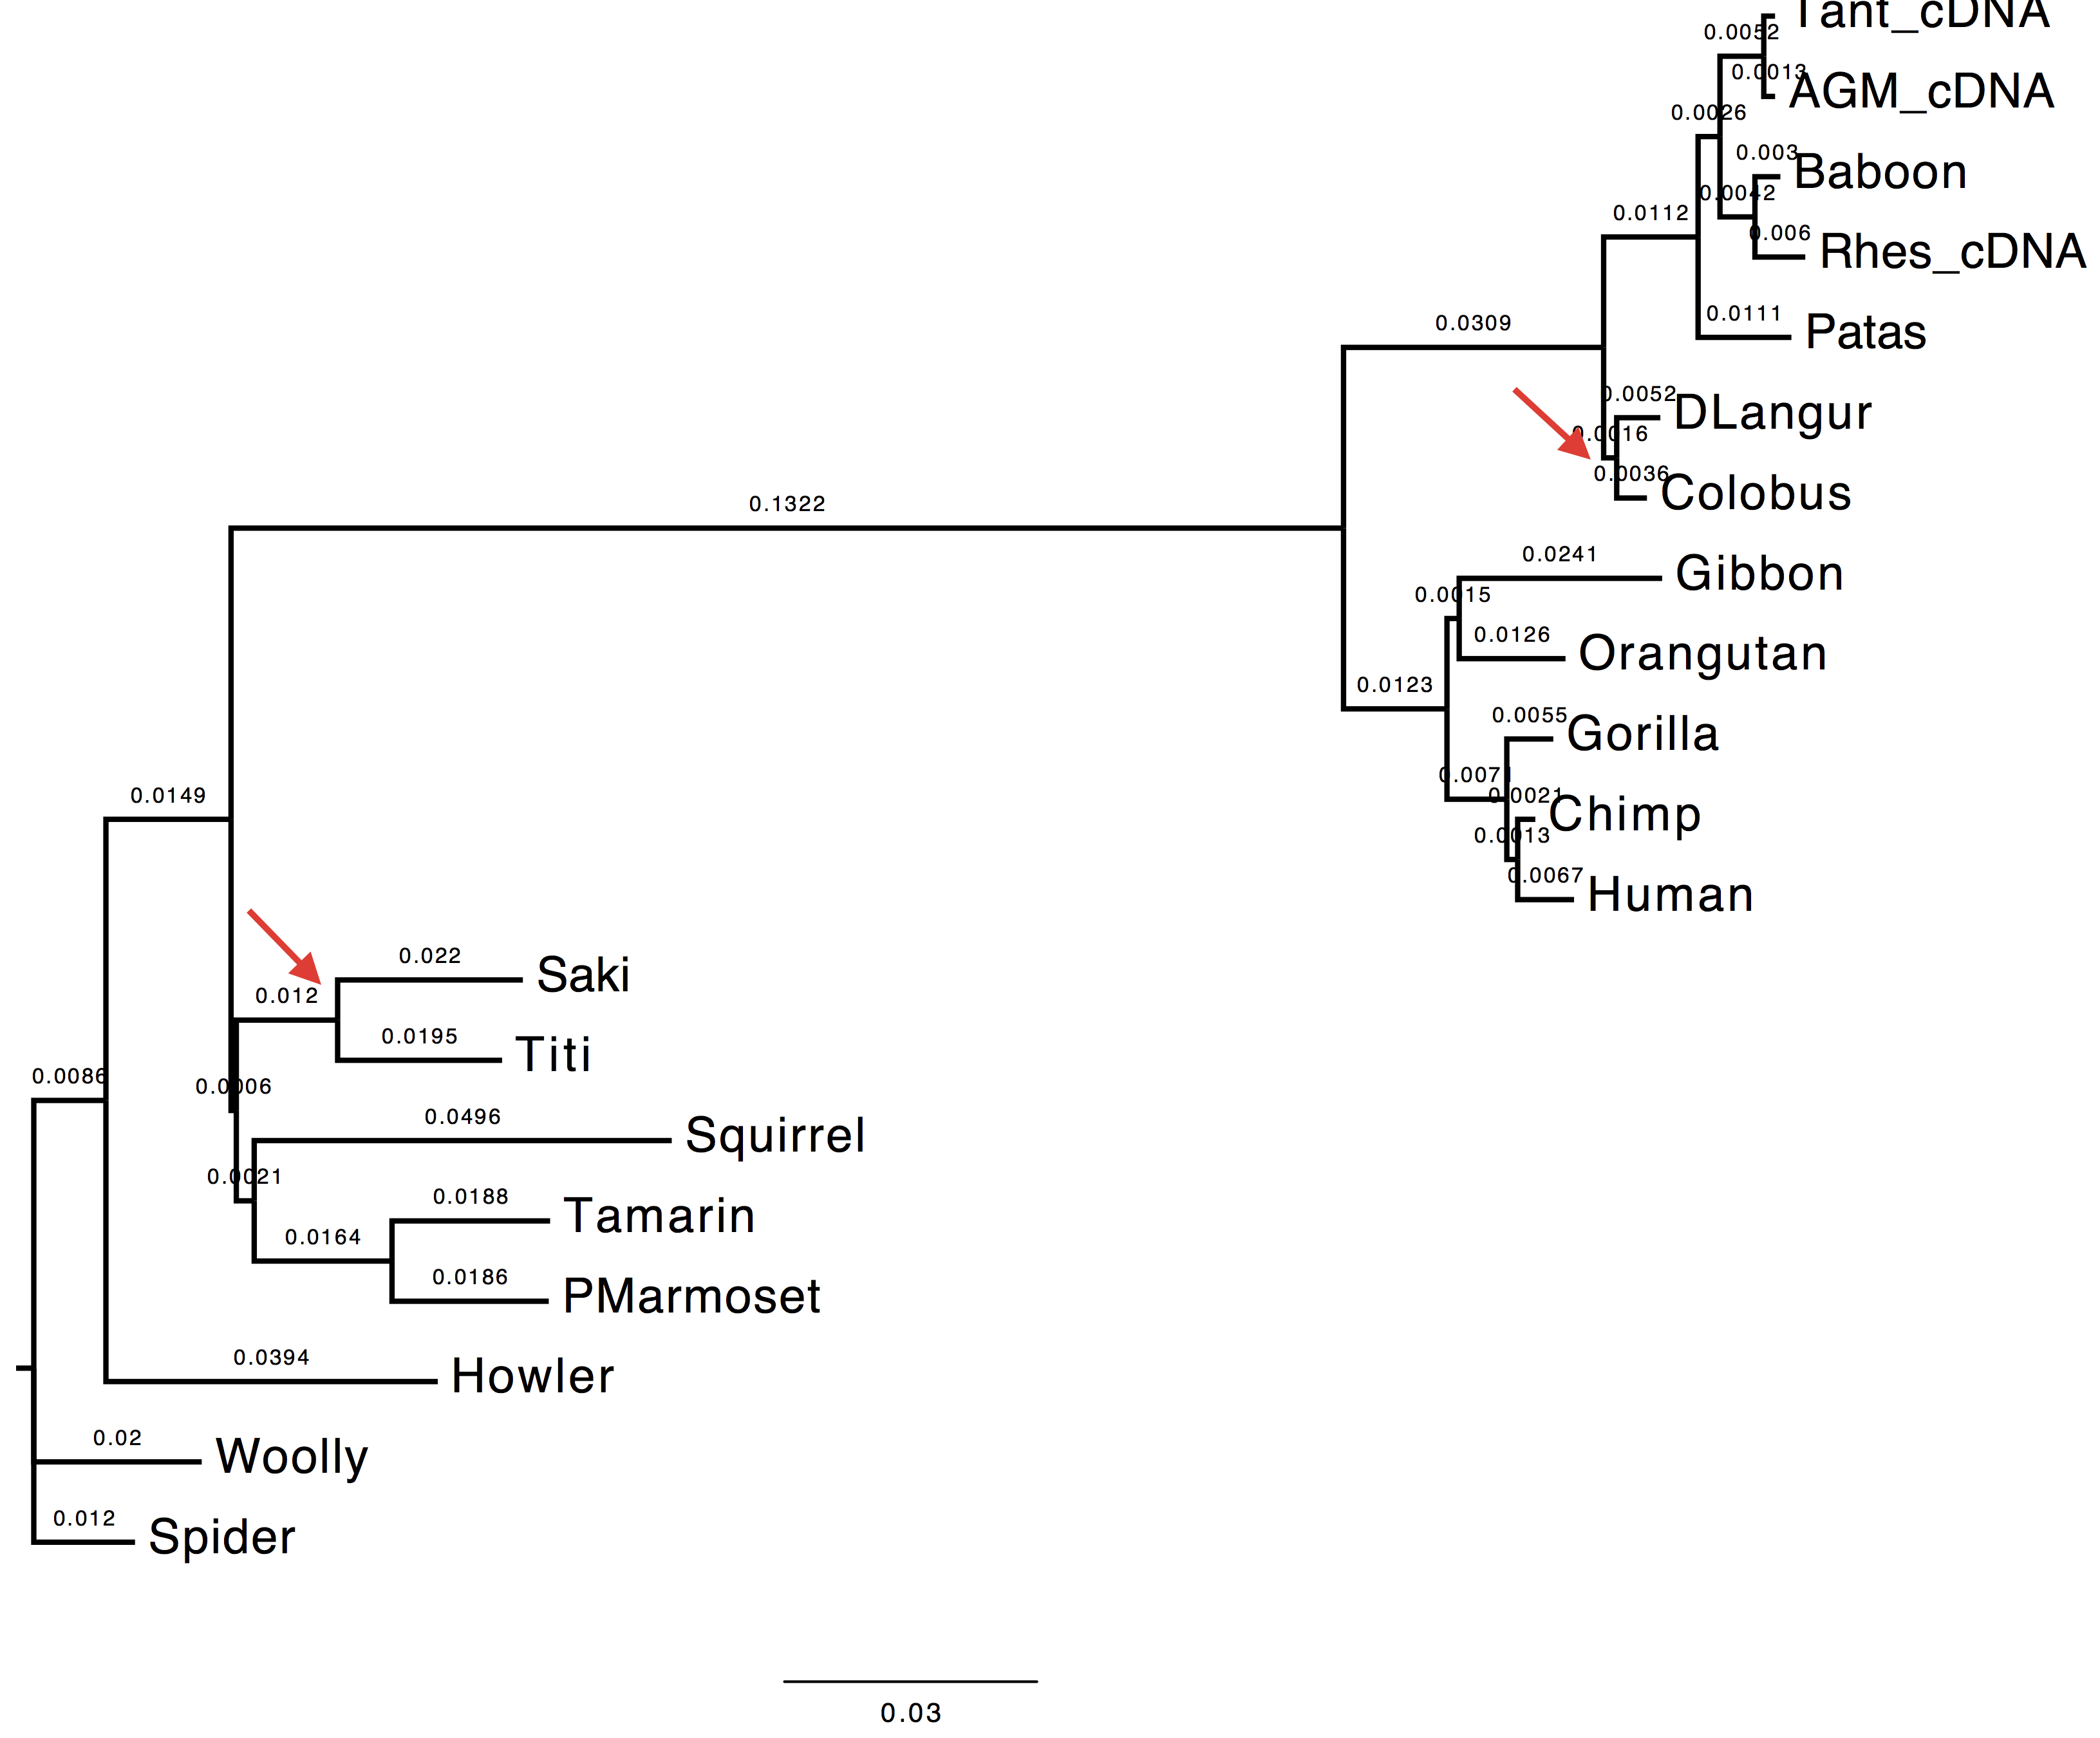 Tant_cDNA
0.0052
0.0013
AGM_cDNA
0.0026
0.003
Baboon
0.0042
0.0112
0.006
Rhes_cDNA
0.0111
Patas
0.0309
0.0052
DLangur
0.0016
0.0036
Colobus
0.1322
0.0241
Gibbon
0.0015
0.0126
Orangutan
0.0123
0.0055
Gorilla
0.0071
0.0021
Chimp
0.0149
0.0013
0.0067
Human
0.022
Saki
0.012
0.0195
Titi
0.0086
0.0006
0.0496
Squirrel
0.0021
0.0188
Tamarin
0.0164
0.0186
PMarmoset
0.0394
Howler
0.02
Woolly
0.012
Spider
0.03